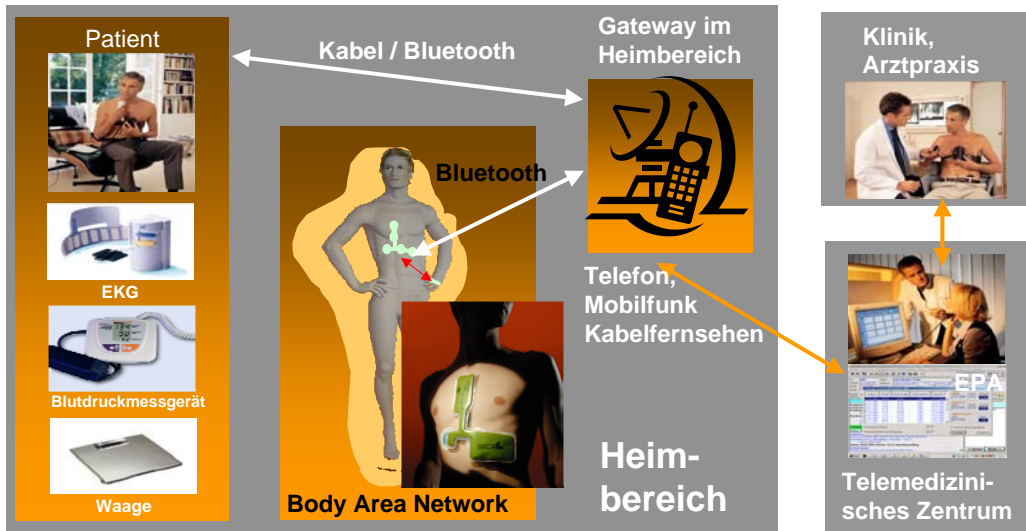 Patient
EKG
Blutdruckmessgerät
Waage
Kabel / Bluetooth
Bluetooth
Body Area Network
Gateway im
Heimbereich
Telefon,
Mobilfunk
Kabelfernsehen
Heim-
bereich
Klinik,
Arztpraxis
EPA
Telemedizini-
sches Zentrum